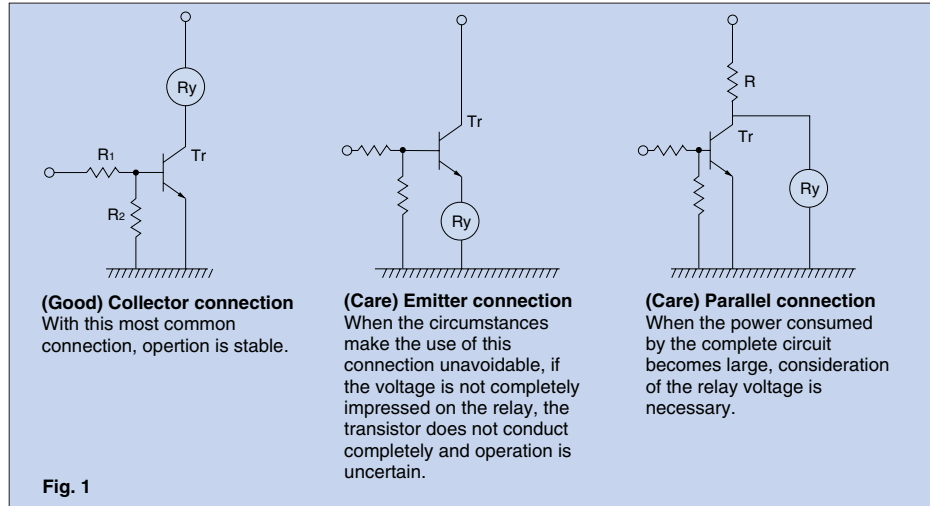 Ry
Tr
R1
R2
(Good) Collector connection
With this most common
connection, opertion is stable.
Tr
Ry
(Care) Emitter connection
When the circumstances
make the use of this
connection unavoidable, if
the voltage is not completely
impressed on the relay, the
transistor does not conduct
completely and operation is
uncertain.
R
Tr
Ry
(Care) Parallel connection
When the power consumed
by the complete circuit
becomes large, consideration
of the relay voltage is
necessary.
Fig. 1